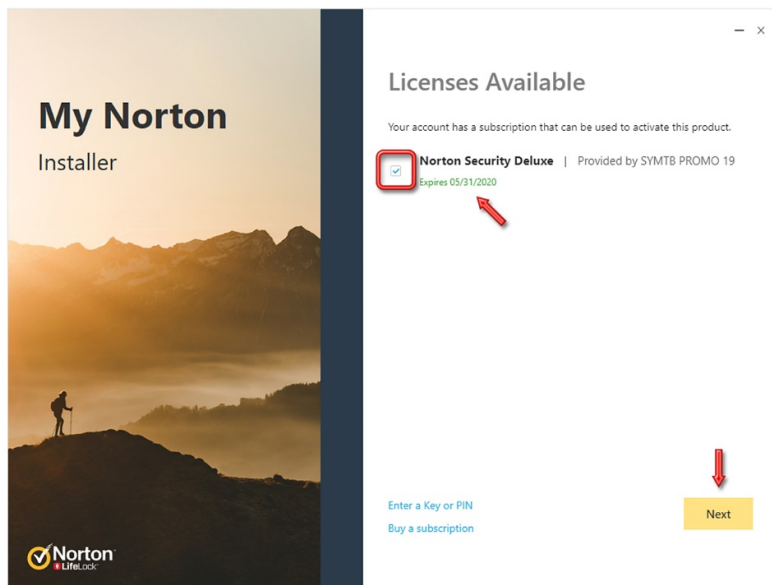 My Norton
Installer
Norton
LifeLock
Licenses Available
Your account has a subscription that can be used to activate this product.
Norton Security Deluxe | Provided by SYMTB PROMO 19
Expires 05/31/2020
Enter a Key or PIN
Buy a subscription
Next